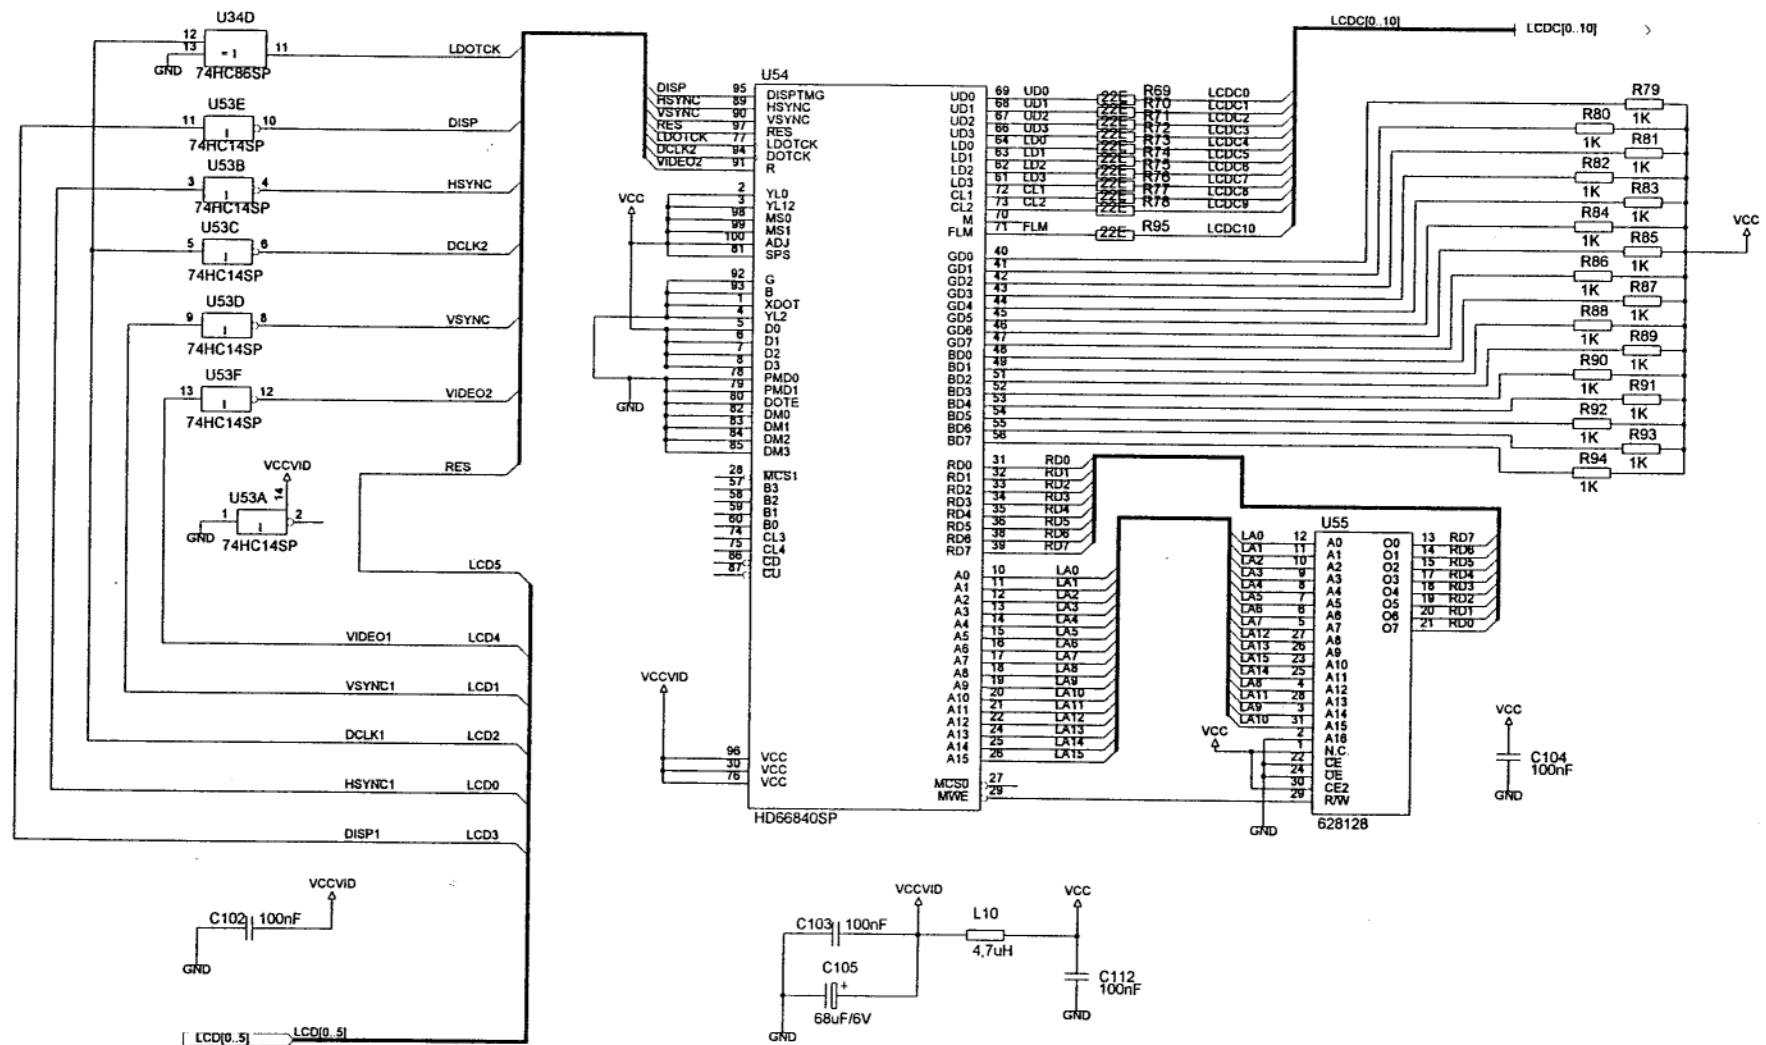 U34D
12
13
= 1
11
LDOTCK
GND
74HC86SP
U53E
11
1
10
DISP
74HC14SP
U53B
3
1
4
HSYNC
74HC14SP
U53C
5
1
6
DCLK2
74HC14SP
U53D
9
1
8
VSYNC
74HC14SP
U53F
13
1
12
VIDEO2
74HC14SP
RES
VCCVID
14
U53A
1
1
2
GND
74HC14SP
LCD5
VIDEO1 LCD4
VSYNC1 LCD1
DCLK1 LCD2
HSYNC1 LCD0
DISP1 LCD3
VCCVID
C102 100nF
GND
LCD[0..5] LCD[0..5]
U54
DISP 95 DISPTMG
HSYNC 89 HSYNC
VSYNC 90 VSYNC
RES 97 RES
LDOTCK 77 LDOTCK
DCLK2 94 DOTCK
VIDEO2 91 R
VCC
2 YL0
3 YL12
98 MS0
99 MS1
100 ADJ
81 SPS
92 G
93 B
1 XDOT
4 YL2
5 D0
6 D1
7 D2
8 D3
78 PMD0
79 PMD1
80 DOTE
82 DM0
83 DM1
84 DM2
85 DM3
GND
28 MCS1
57 B3
58 B2
59 B1
60 B0
74 CL3
75 CL4
86 CD
87 CU
VCCVID
96 VCC
30 VCC
76 VCC
HD66840SP
UD0 69 UD0 22E R69 LCDC0
UD1 68 UD1 22E R70 LCDC1
UD2 67 UD2 22E R71 LCDC2
UD3 66 UD3 22E R72 LCDC3
LD0 64 LD0 22E R73 LCDC4
LD1 63 LD1 22E R74 LCDC5
LD2 62 LD2 22E R75 LCDC6
LD3 61 LD3 22E R76 LCDC7
CL1 72 CL1 22E R77 LCDC8
CL2 73 CL2 22E R78 LCDC9
M 70
FLM 71 FLM 22E R95 LCDC10
LCDC[0..10] LCDC[0..10]
GD0 40
GD1 41
GD2 42
GD3 43
GD4 44
GD5 45
GD6 46
GD7 47
BD0 48
BD1 49
BD2 51
BD3 52
BD4 53
BD5 54
BD6 55
BD7 56
R79 1K
R80 1K
R81 1K
R82 1K
R83 1K
R84 1K
R85 1K
R86 1K
R87 1K
R88 1K
R89 1K
R90 1K
R91 1K
R92 1K
R93 1K
R94 1K
VCC
RD0 31 RD0
RD1 32 RD1
RD2 33 RD2
RD3 34 RD3
RD4 35 RD4
RD5 36 RD5
RD6 38 RD6
RD7 39 RD7
A0 10 LA0
A1 11 LA1
A2 12 LA2
A3 13 LA3
A4 14 LA4
A5 15 LA5
A6 16 LA6
A7 17 LA7
A8 18 LA8
A9 19 LA9
A10 20 LA10
A11 21 LA11
A12 22 LA12
A13 24 LA13
A14 25 LA14
A15 26 LA15
MCS0 27
MWE 29
U55
LA0 12 A0
LA1 11 A1
LA2 10 A2
LA3 9 A3
LA4 8 A4
LA5 7 A5
LA6 6 A6
LA7 5 A7
LA12 27 A8
LA13 26 A9
LA15 23 A10
LA14 25 A11
LA8 4 A12
LA11 28 A13
LA9 3 A14
LA10 31 A15
2 A16
1 N.C.
22 CE
24 OE
30 CE2
29 R/W
VCC
GND
628128
O0 13 RD7
O1 14 RD6
O2 15 RD5
O3 17 RD4
O4 18 RD3
O5 19 RD2
O6 20 RD1
O7 21 RD0
VCC
C104
100nF
GND
VCCVID
C103 100nF
C105
+
68uF/6V
GND
L10
4,7uH
VCC
C112
100nF
GND